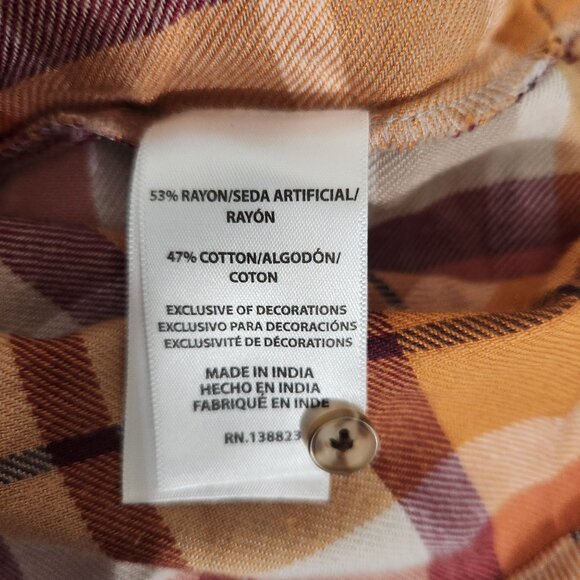 53% RAYON/SEDA ARTIFICIAL/
RAYÓN
47% COTTON/ALGODÓN/
COTON
EXCLUSIVE OF DECORATIONS
EXCLUSIVO PARA DECORACIÓNS
EXCLUSIVITÉ DE DÉCORATIONS
MADE IN INDIA
HECHO EN INDIA
FABRIQUÉ EN INDE
RN.138823